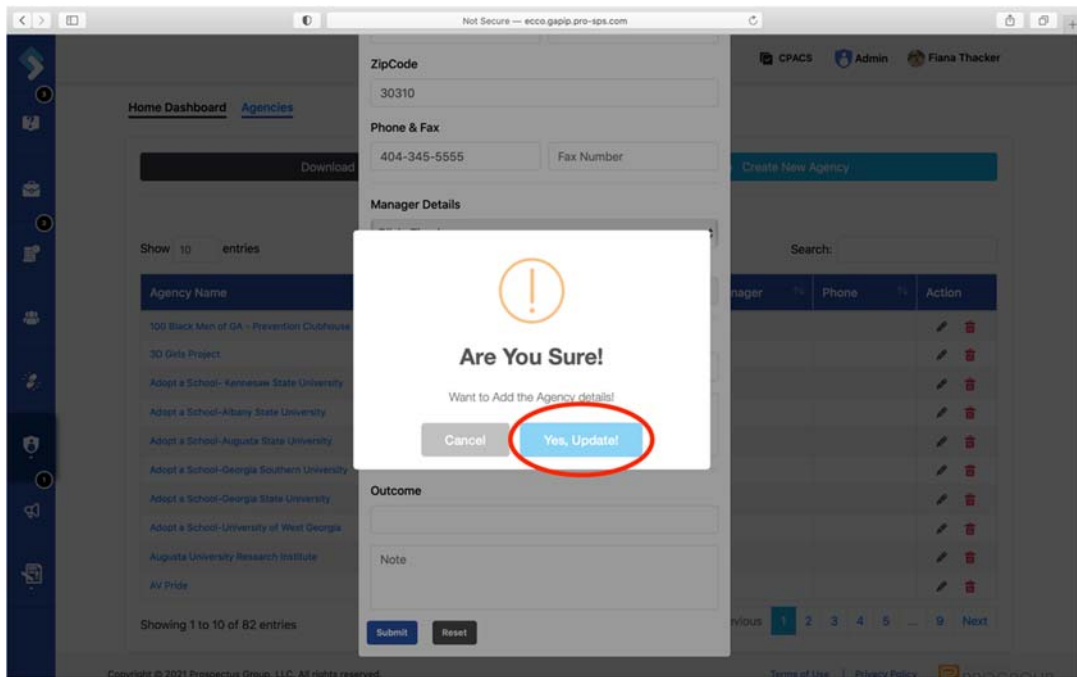 Not Secure — ecco.gapip.pro-sps.com
CPACS Admin Fiana Thacker
ZipCode
30310
Home Dashboard Agencies
Phone & Fax
404-345-5555 Fax Number
Download Create New Agency
Manager Details
Show 10 entries Search:
Agency Name nager Phone Action
100 Black Men of GA - Prevention Clubhouse
3D Girls Project
Adopt a School- Kennesaw State University
Adopt a School-Albany State University
Adopt a School-Augusta State University
Adopt a School-Georgia Southern University
Adopt a School-Georgia State University
Adopt a School-University of West Georgia
Augusta University Research Institute
AV Pride
Are You Sure!
Want to Add the Agency details!
Cancel Yes, Update!
Outcome
Note
Showing 1 to 10 of 82 entries vious 1 2 3 4 5 ... 9 Next
Submit Reset
Copyright © 2021 Prospectus Group, LLC. All rights reserved. Terms of Use | Privacy Policy